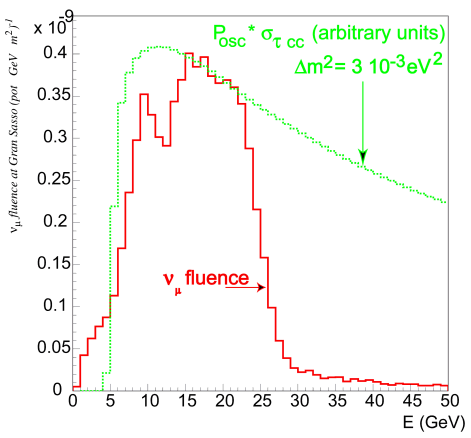 x 10⁻⁹
P_osc * σ_τ cc (arbitrary units)
Δm² = 3 10⁻³ eV²
ν_μ fluence at Gran Sasso (pot GeV m²)⁻¹
0.45
0.4
0.35
0.3
0.25
0.2
0.15
0.1
0.05
0
ν_μ fluence
0 5 10 15 20 25 30 35 40 45 50
E (GeV)